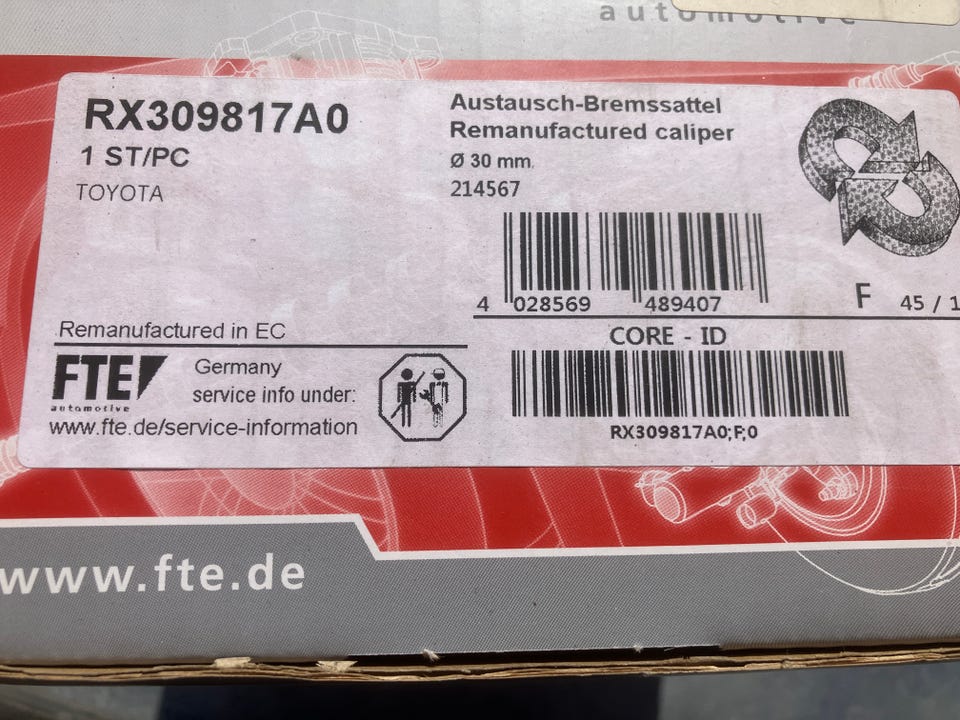 automotive
RX309817A0
1 ST/PC
TOYOTA
Austausch-Bremssattel
Remanufactured caliper
Ø 30 mm.
214567
4 028569 489407
F 45 / 1
CORE - ID
RX309817A0;F;0
Remanufactured in EC
FTE
automotive
Germany
service info under:
www.fte.de/service-information
www.fte.de